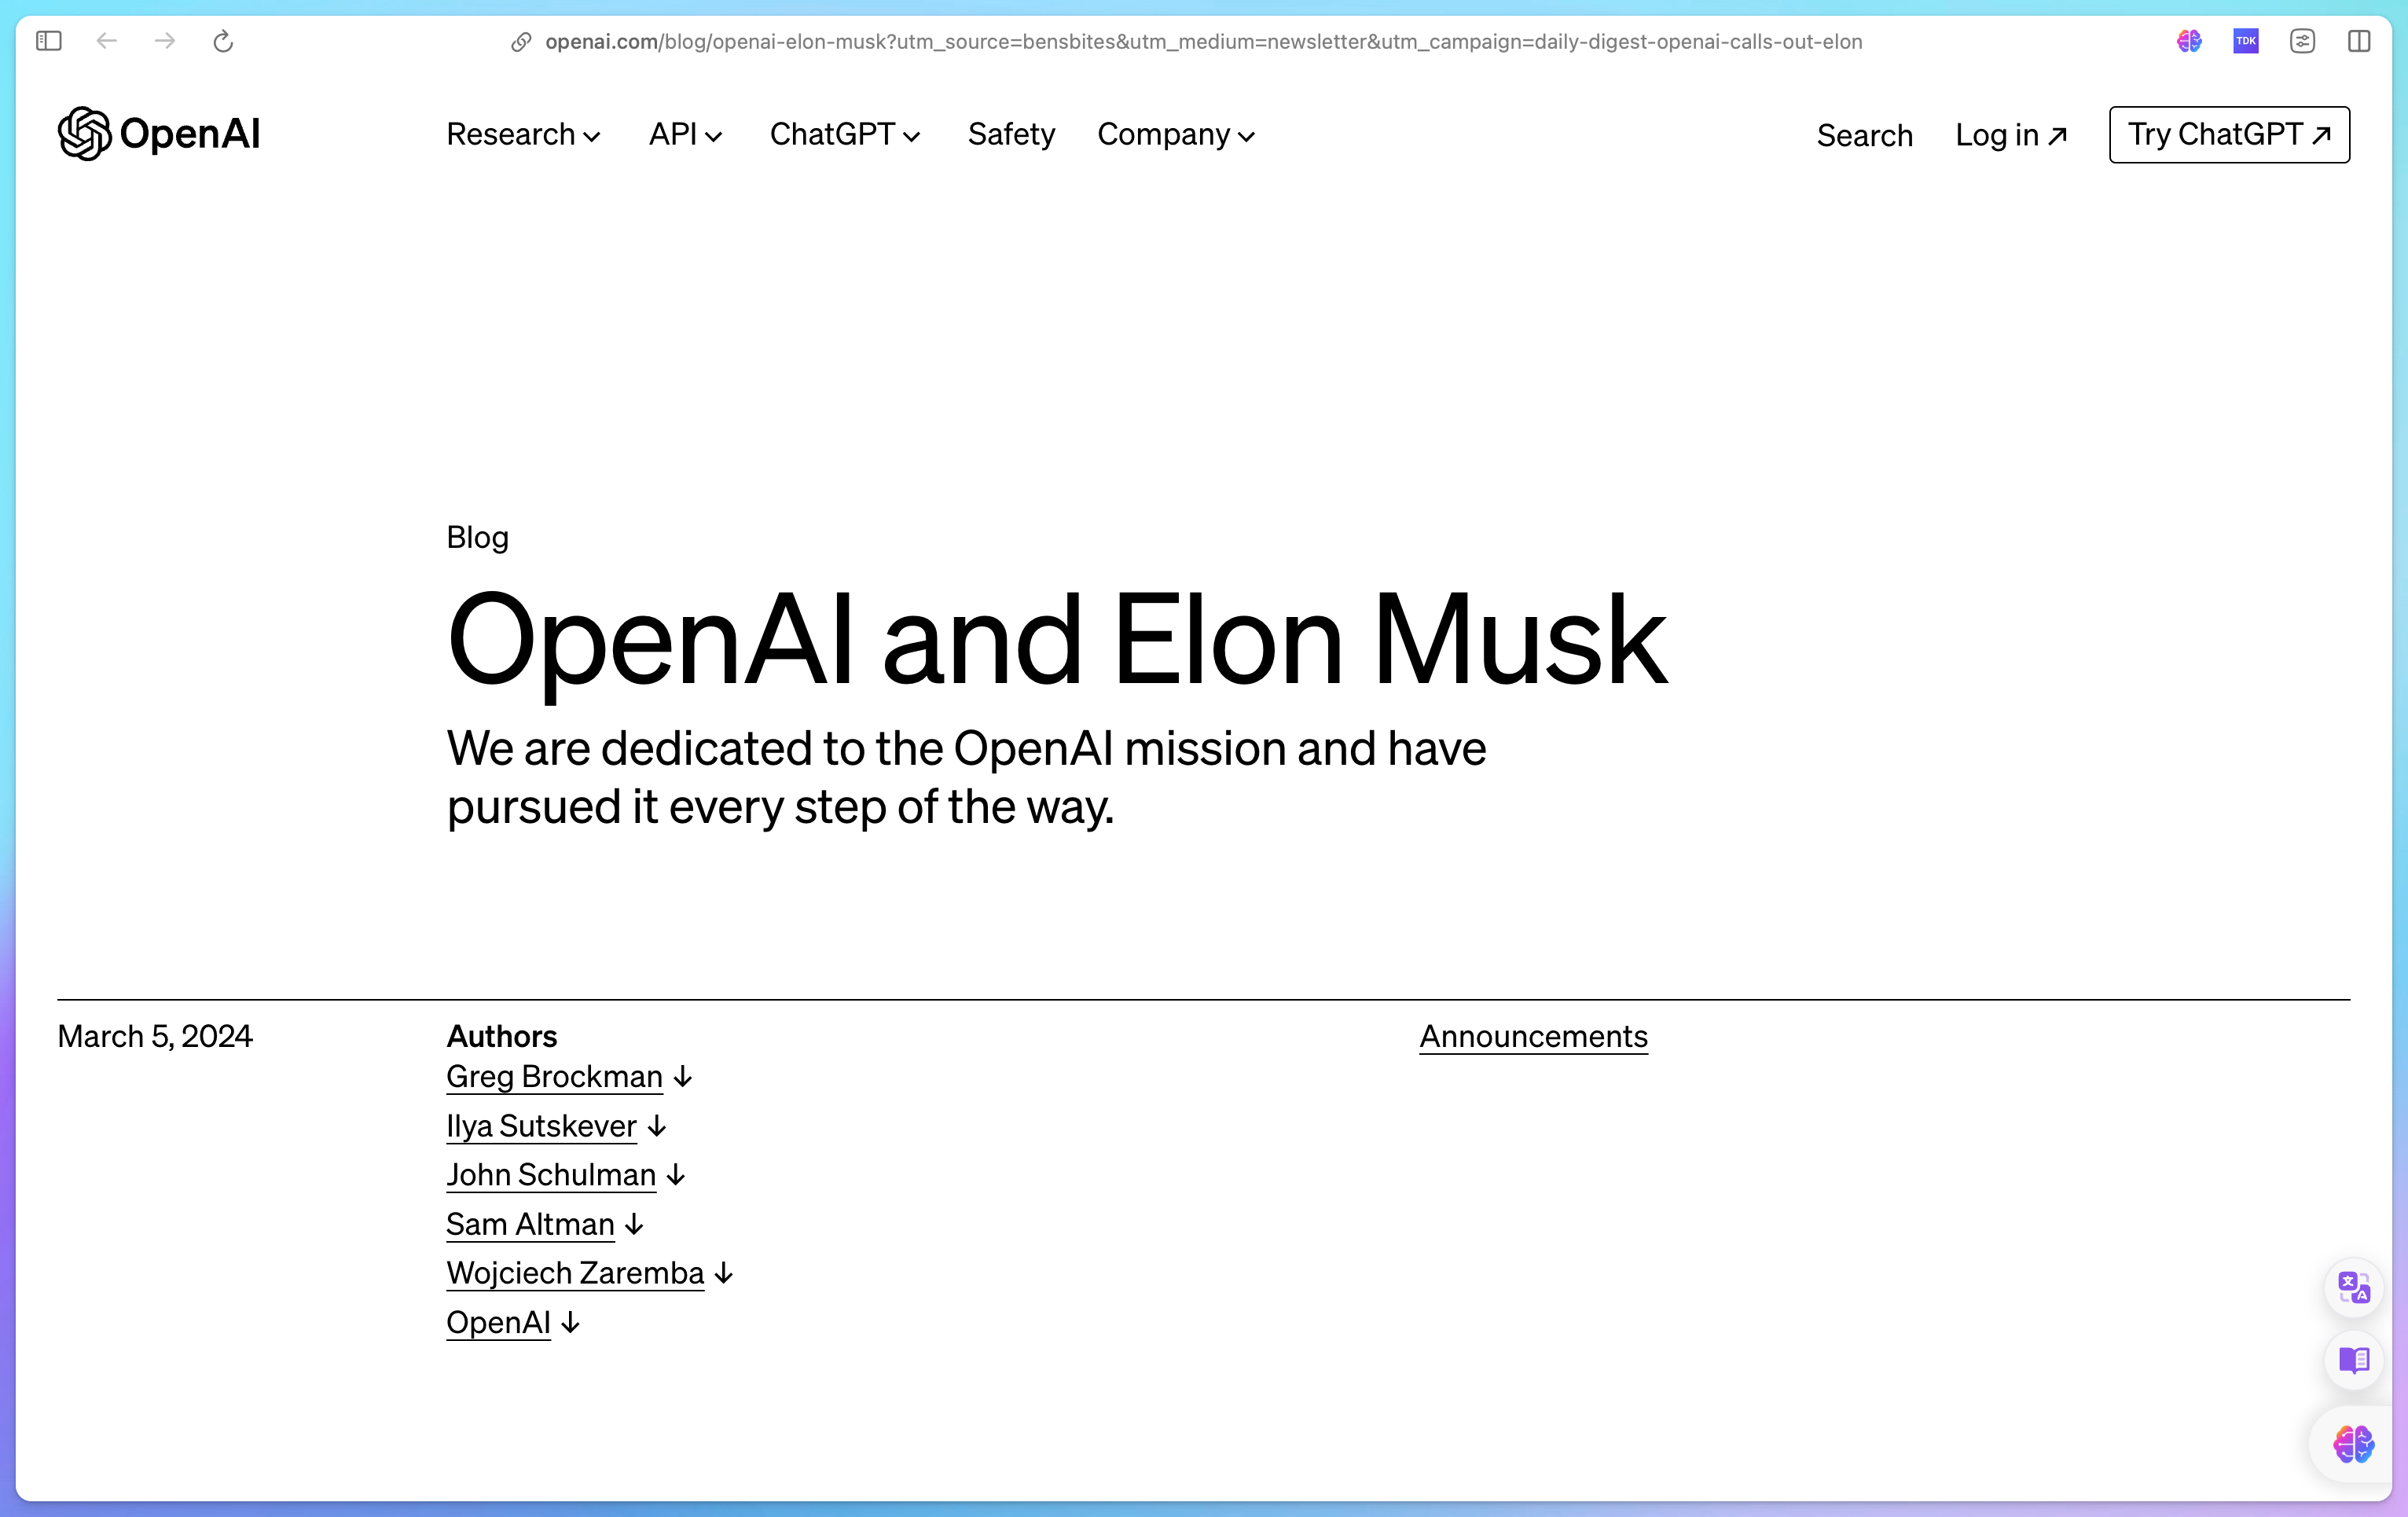 openai.com/blog/openai-elon-musk?utm_source=bensbites&utm_medium=newsletter&utm_campaign=daily-digest-openai-calls-out-elon
TDK
OpenAI
Research
API
ChatGPT
Safety
Company
Search
Log in
Try ChatGPT
Blog
OpenAI and Elon Musk
We are dedicated to the OpenAI mission and have
pursued it every step of the way.
March 5, 2024
Authors
Greg Brockman
Ilya Sutskever
John Schulman
Sam Altman
Wojciech Zaremba
OpenAI
Announcements
文
A